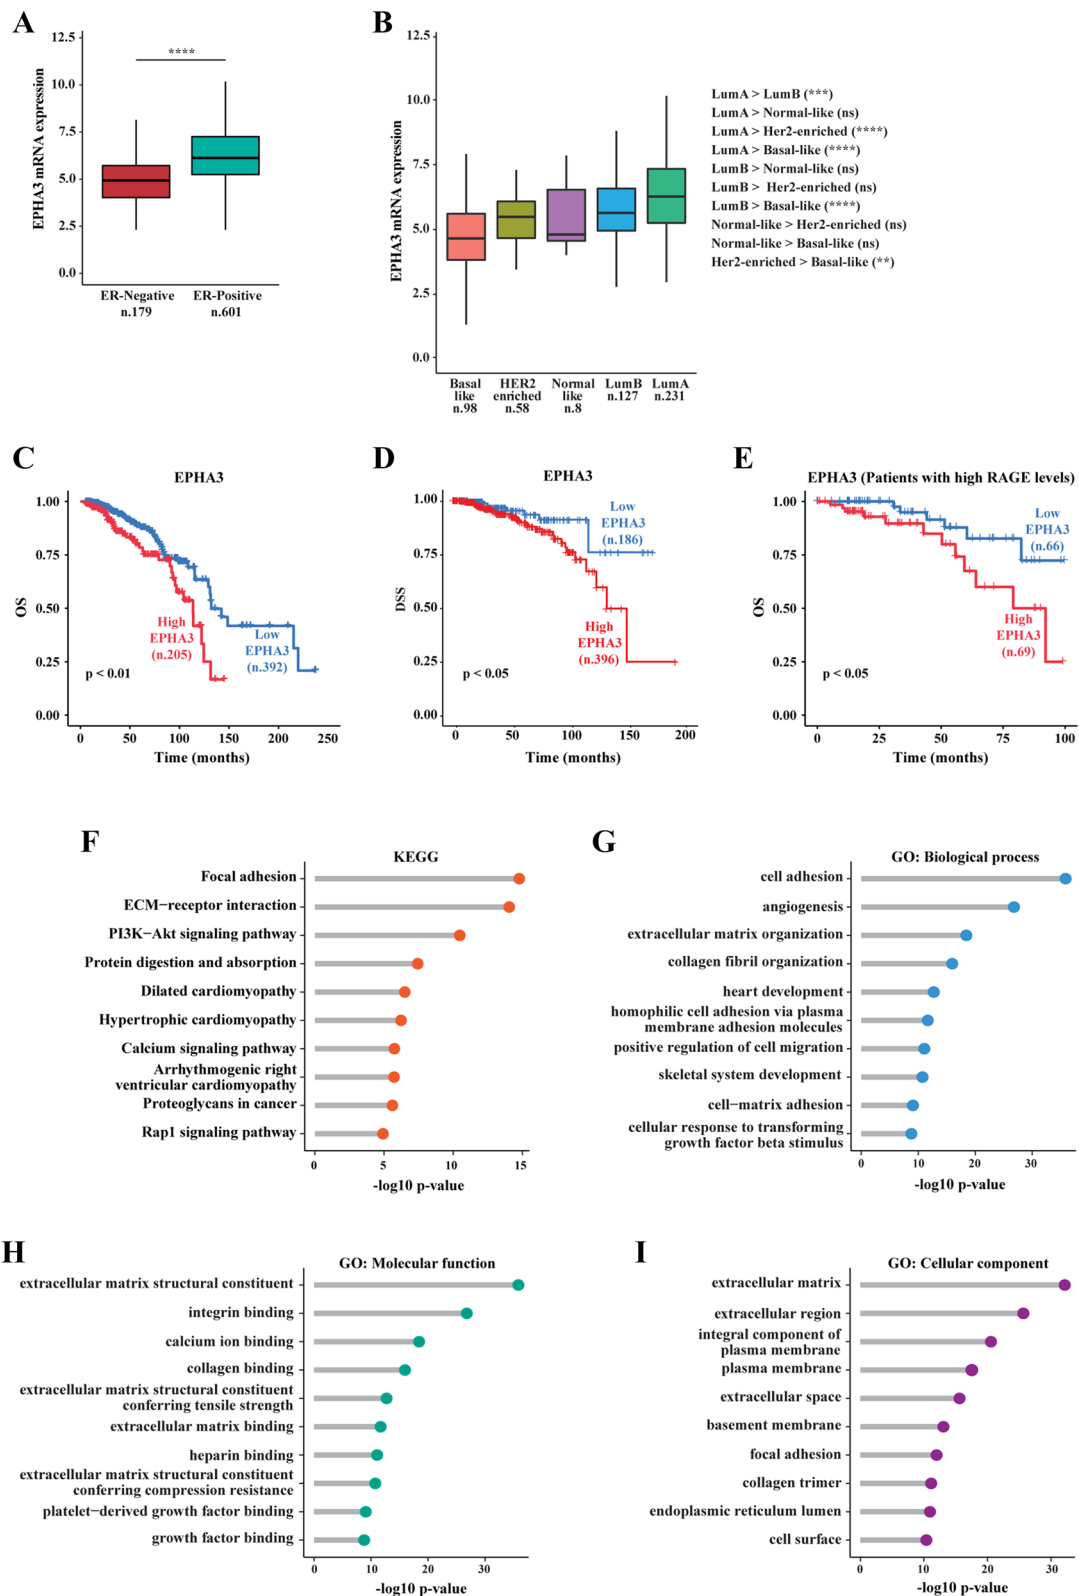 A
12.5
10.0
7.5
5.0
2.5
0.0
EPHA3 mRNA expression
****
ER-Negative
n.179
ER-Positive
n.601
B
12.5
10.0
7.5
5.0
2.5
0.0
EPHA3 mRNA expression
Basal
like
n.98
HER2
enriched
n.58
Normal
like
n.8
LumB
n.127
LumA
n.231
LumA > LumB (***)
LumA > Normal-like (ns)
LumA > Her2-enriched (****)
LumA > Basal-like (****)
LumB > Normal-like (ns)
LumB > Her2-enriched (ns)
LumB > Basal-like (****)
Normal-like > Her2-enriched (ns)
Normal-like > Basal-like (ns)
Her2-enriched > Basal-like (**)
C
EPHA3
1.00
0.75
0.50
0.25
0.00
OS
High
EPHA3
(n.205)
Low
EPHA3
(n.392)
p < 0.01
0 50 100 150 200 250
Time (months)
D
EPHA3
1.00
0.75
0.50
0.25
0.00
DSS
Low
EPHA3
(n.186)
High
EPHA3
(n.396)
p < 0.05
0 50 100 150 200
Time (months)
E
EPHA3 (Patients with high RAGE levels)
1.00
0.75
0.50
0.25
0.00
OS
Low
EPHA3
(n.66)
High
EPHA3
(n.69)
p < 0.05
0 25 50 75 100
Time (months)
F
KEGG
Focal adhesion
ECM−receptor interaction
PI3K−Akt signaling pathway
Protein digestion and absorption
Dilated cardiomyopathy
Hypertrophic cardiomyopathy
Calcium signaling pathway
Arrhythmogenic right
ventricular cardiomyopathy
Proteoglycans in cancer
Rap1 signaling pathway
0 5 10 15
-log10 p-value
G
GO: Biological process
cell adhesion
angiogenesis
extracellular matrix organization
collagen fibril organization
heart development
homophilic cell adhesion via plasma
membrane adhesion molecules
positive regulation of cell migration
skeletal system development
cell−matrix adhesion
cellular response to transforming
growth factor beta stimulus
0 10 20 30
-log10 p-value
H
GO: Molecular function
extracellular matrix structural constituent
integrin binding
calcium ion binding
collagen binding
extracellular matrix structural constituent
conferring tensile strength
extracellular matrix binding
heparin binding
extracellular matrix structural constituent
conferring compression resistance
platelet−derived growth factor binding
growth factor binding
0 10 20 30
-log10 p-value
I
GO: Cellular component
extracellular matrix
extracellular region
integral component of
plasma membrane
plasma membrane
extracellular space
basement membrane
focal adhesion
collagen trimer
endoplasmic reticulum lumen
cell surface
0 10 20 30
-log10 p-value